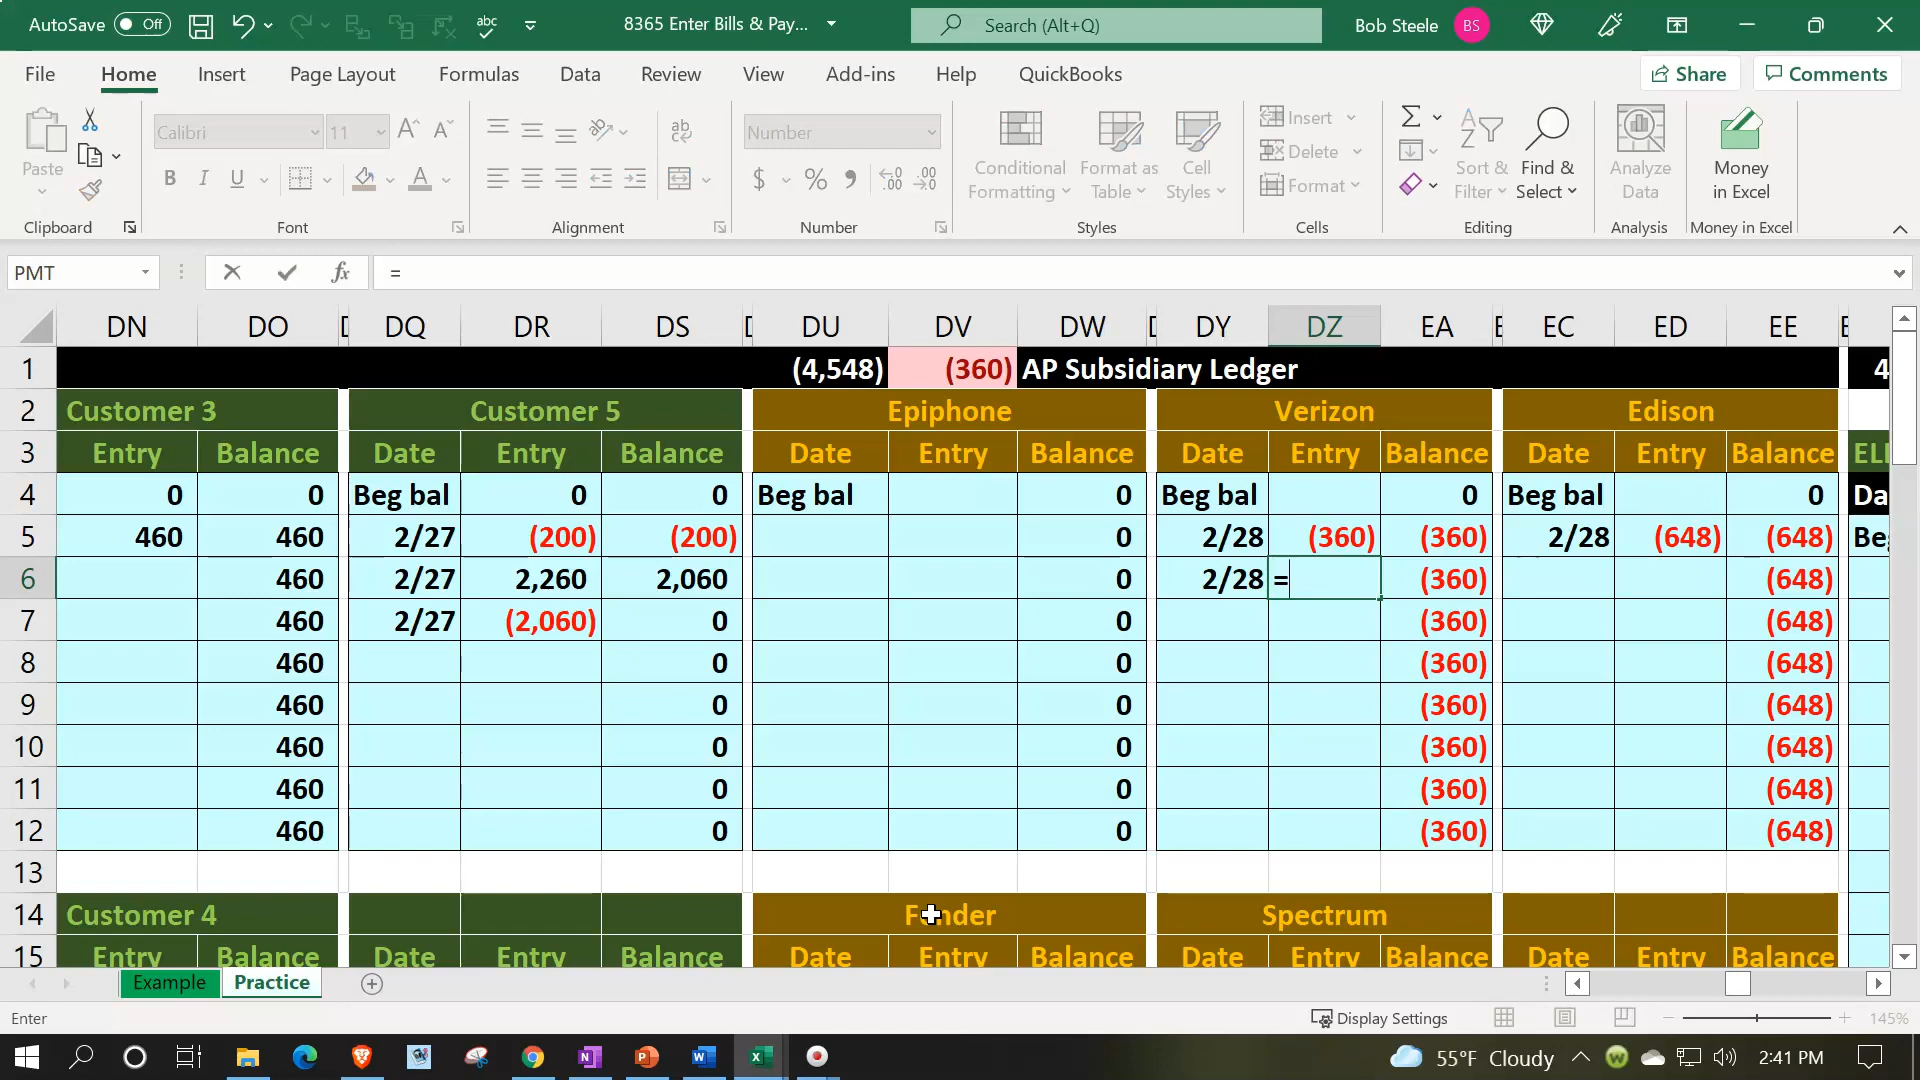 AutoSave Off abc 8365 Enter Bills & Pay... Search (Alt+Q) Bob Steele BS
File Home Insert Page Layout Formulas Data Review View Add-ins Help QuickBooks Share Comments
Paste Calibri 11 ab Number Conditional Formatting Format as Table Cell Styles Insert Delete Format Sort & Filter Find & Select Analyze Data Money in Excel
B I U $ %
Clipboard Font Alignment Number Styles Cells Editing Analysis Money in Excel
PMT fx =
DN DO DQ DR DS DU DV DW DY DZ EA EC ED EE
1 (4,548) (360) AP Subsidiary Ledger 4
2 Customer 3 Customer 5 Epiphone Verizon Edison
3 Entry Balance Date Entry Balance Date Entry Balance Date Entry Balance Date Entry Balance
4 0 0 Beg bal 0 0 Beg bal 0 Beg bal 0 Beg bal 0 Da
5 460 460 2/27 (200) (200) 0 2/28 (360) (360) 2/28 (648) (648)
6 460 2/27 2,260 2,060 0 2/28 = (360) (648)
7 460 2/27 (2,060) 0 0 (360) (648)
8 460 0 0 (360) (648)
9 460 0 0 (360) (648)
10 460 0 0 (360) (648)
11 460 0 0 (360) (648)
12 460 0 0 (360) (648)
13
14 Customer 4 Fender Spectrum
15 Entry Balance Date Entry Balance Date Entry Balance Date Entry Balance Date Entry Balance
Example Practice
Enter Display Settings 145%
55°F Cloudy 2:41 PM